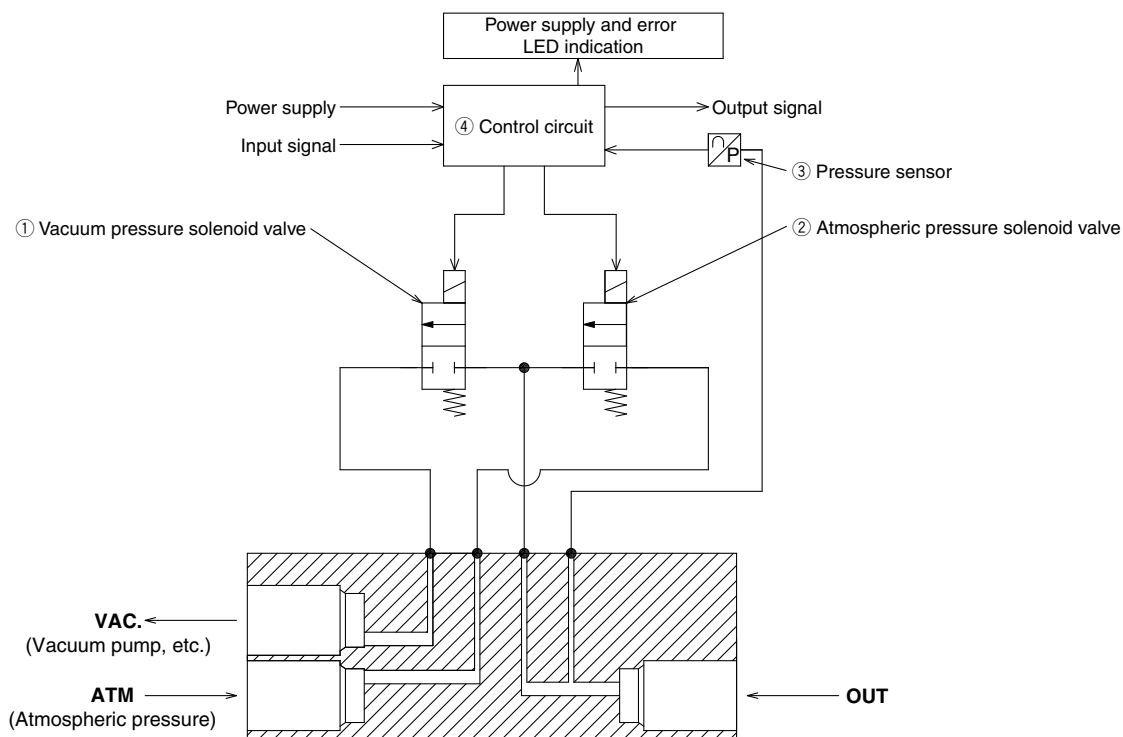 Power supply and error
LED indication
Power supply
④ Control circuit
Output signal
Input signal
P
③ Pressure sensor
① Vacuum pressure solenoid valve
② Atmospheric pressure solenoid valve
VAC.
(Vacuum pump, etc.)
ATM
(Atmospheric pressure)
OUT